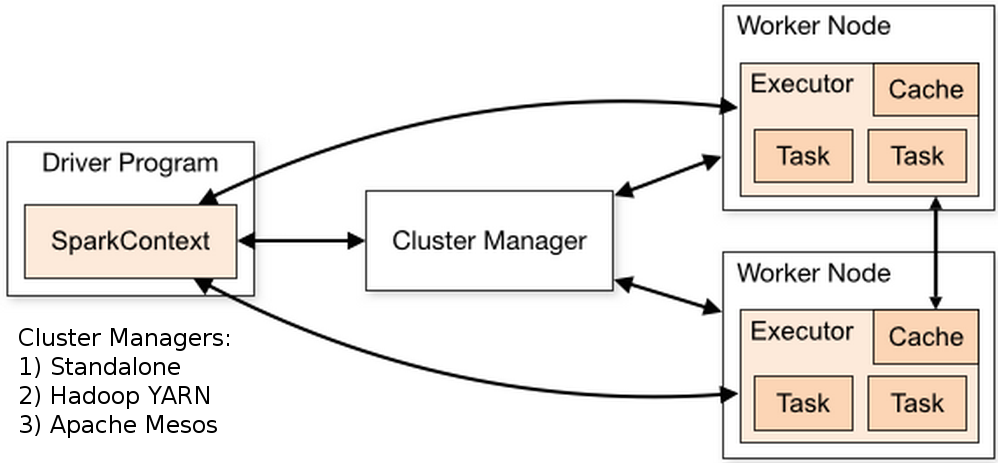 Driver Program
SparkContext
Cluster Managers:
1) Standalone
2) Hadoop YARN
3) Apache Mesos
Cluster Manager
Worker Node
Executor
Cache
Task
Task
Worker Node
Executor
Cache
Task
Task